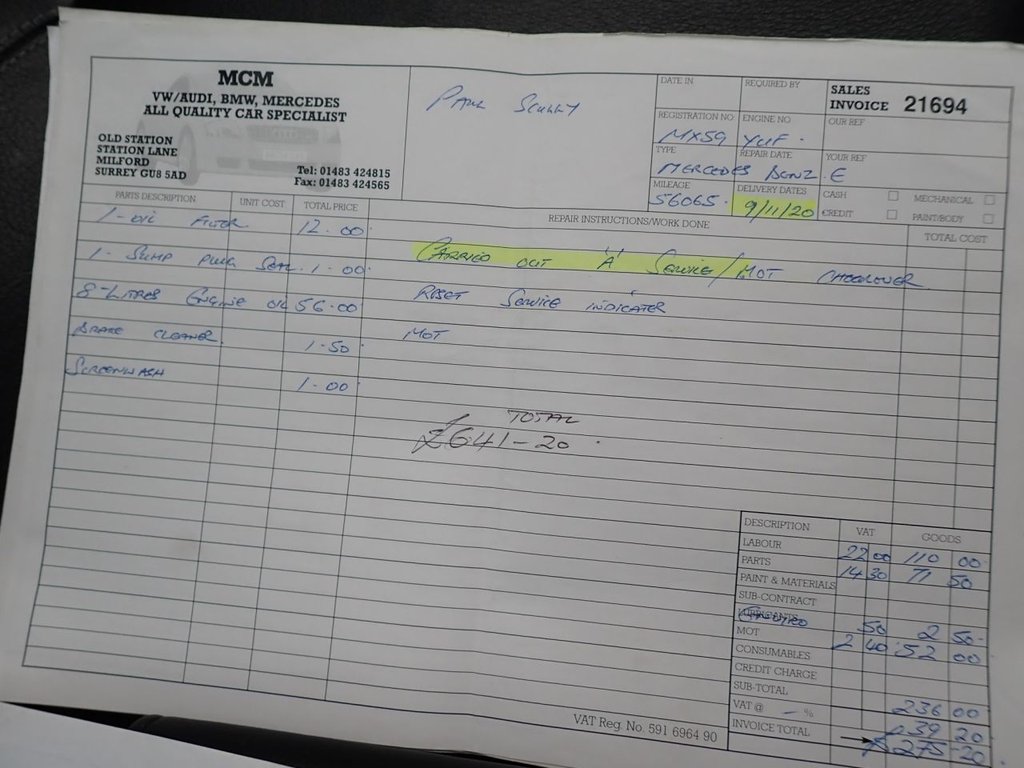 MCM
VW/AUDI, BMW, MERCEDES
ALL QUALITY CAR SPECIALIST
OLD STATION
STATION LANE
MILFORD
SURREY GU8 5AD
Tel: 01483 424815
Fax: 01483 424565
PAUL SCULLY
DATE IN
REQUIRED BY
SALES INVOICE 21694
REGISTRATION NO ENGINE NO
MX59 YUF.
OUR REF
TYPE REPAIR DATE
MERCEDES BENZ E
YOUR REF
MILEAGE
56065.
DELIVERY DATES
9/11/20
CASH MECHANICAL
CREDIT PAINT/BODY
PARTS DESCRIPTION UNIT COST TOTAL PRICE
REPAIR INSTRUCTIONS/WORK DONE
TOTAL COST
1 - OIL FILTER 12.00
1 - SUMP PLUG SEAL 1.00
8 - LITRES ENGINE OIL 56.00
BRAKE CLEANER 1.50
SCREENWASH 1.00
CARRIED OUT 'A' SERVICE / MOT CHECKOVER
RESET SERVICE INDICATER
MOT
TOTAL
£641-20.
DESCRIPTION VAT GOODS
LABOUR 22 00 110 00
PARTS 14 30 71 50
PAINT & MATERIALS
SUB-CONTRACT
50 2 50
MOT 2 40 52 00
CONSUMABLES
CREDIT CHARGE
SUB-TOTAL 236 00
VAT @ - % 39 20
INVOICE TOTAL £275-20
VAT Reg. No. 591 6964 90